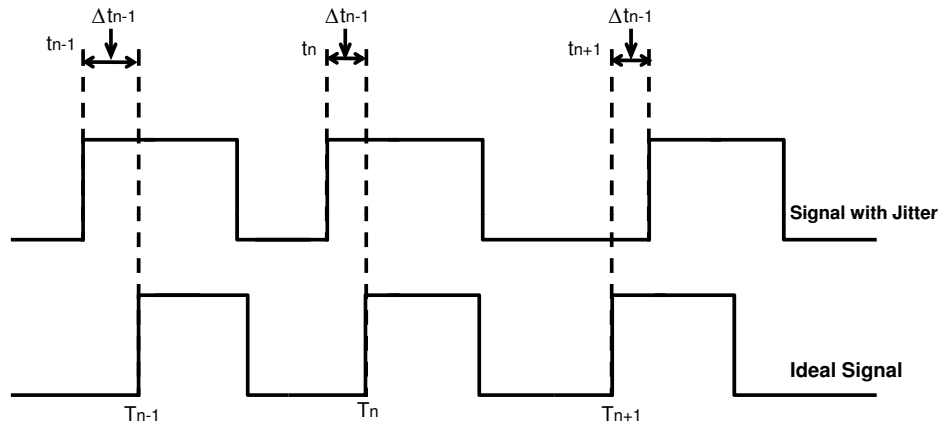 Δtn-1 Δtn-1 Δtn-1
tn-1 tn tn+1
Signal with Jitter
Ideal Signal
Tn-1 Tn Tn+1